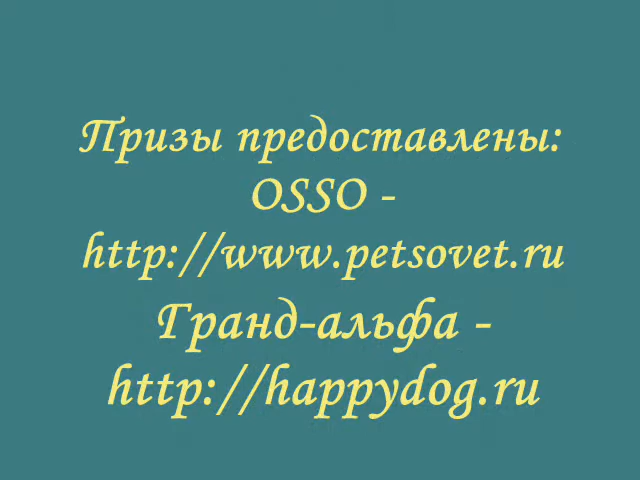 Призы предоставлены:
OSSO -
http://www.petsovet.ru
Гранд-альфа -
http://happydog.ru